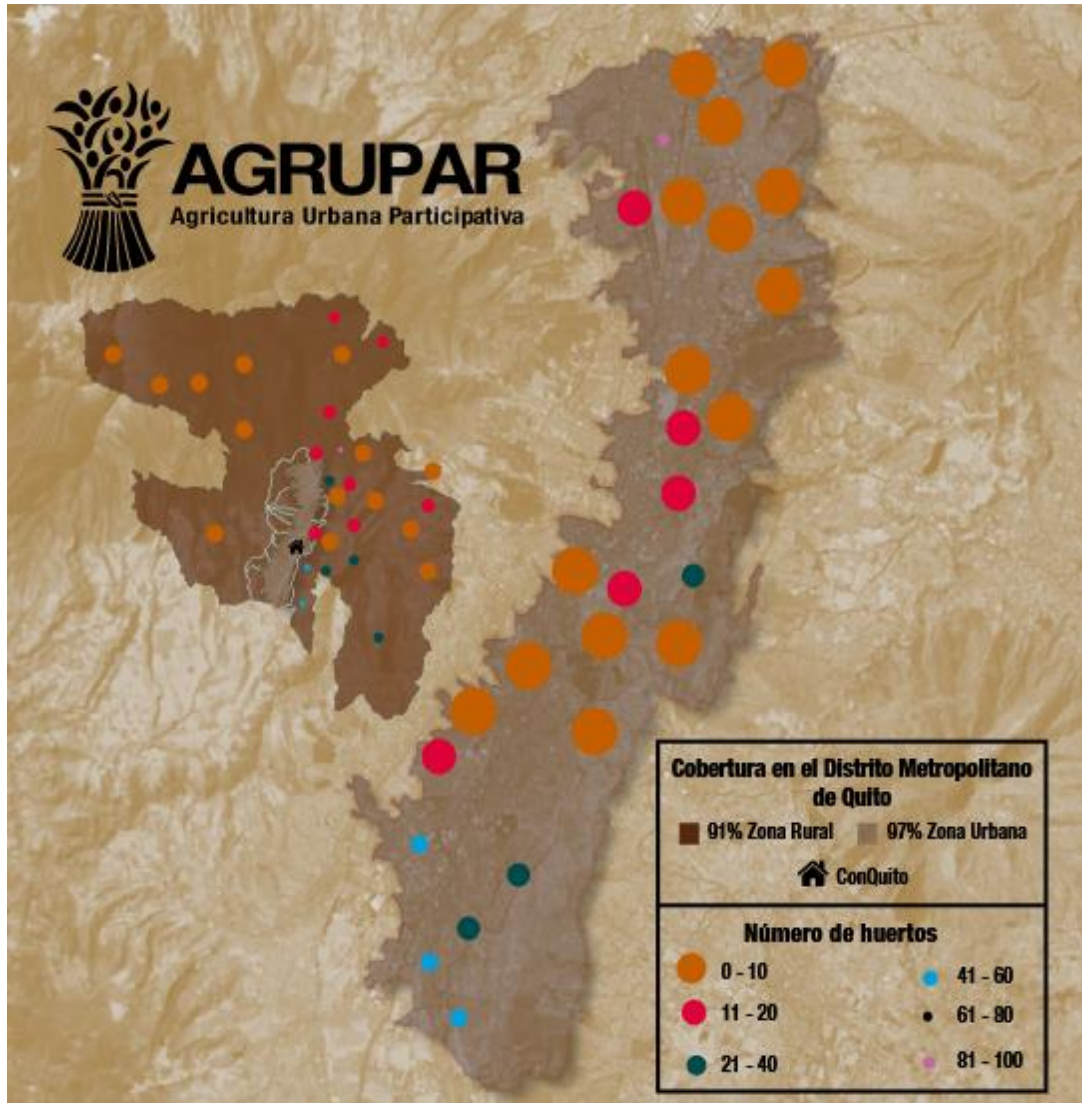 AGRUPAR
Agricultura Urbana Participativa
Cobertura en el Distrito Metropolitano
de Quito
91% Zona Rural 97% Zona Urbana
ConQuito
Número de huertos
0 - 10
11 - 20
21 - 40
41 - 60
61 - 80
81 - 100